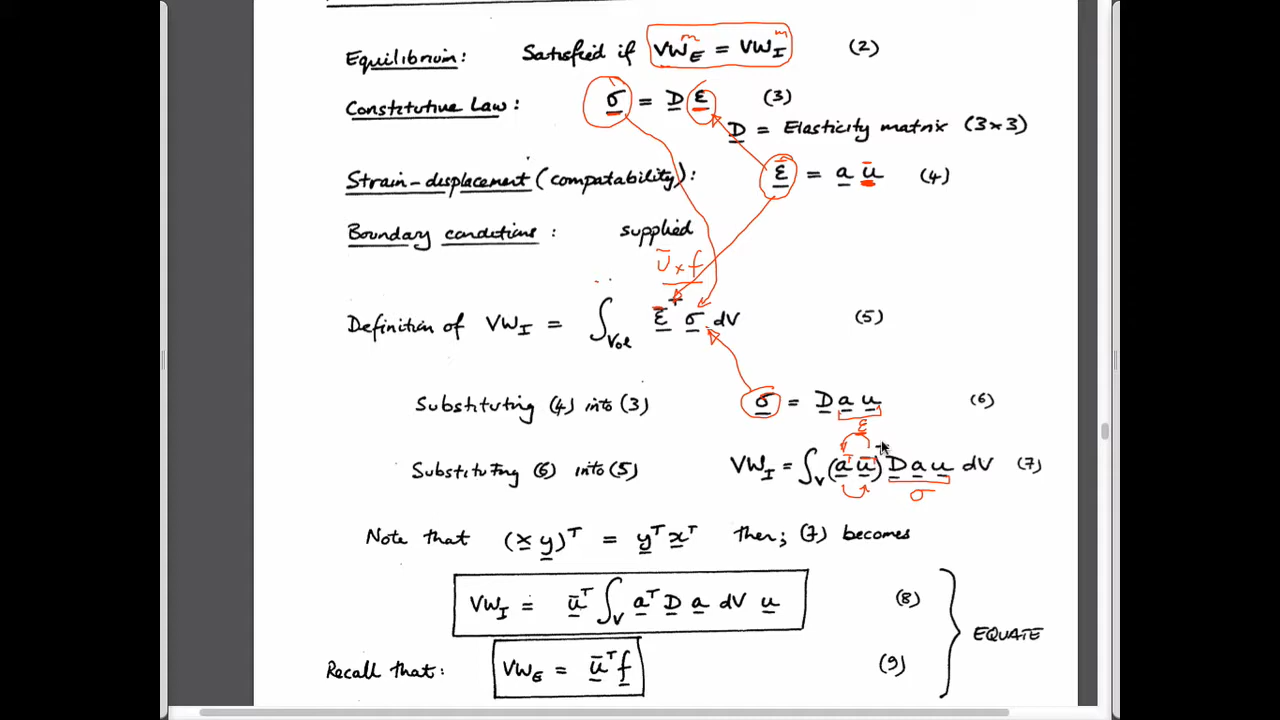 Equilibrium: Satisfied if VW_E^m = VW_I^m (2)
Constitutive Law: σ = D ε (3)
D = Elasticity matrix (3×3)
Strain-displacement (compatability): ε̄ = a ū (4)
Boundary conditions: supplied
ū × f
Definition of VW_I = ∫_Vol ε̄^T σ dV (5)
Substituting (4) into (3) σ = D a u (6)
ε
Substituting (6) into (5) VW_I = ∫_V (a ū)^T D a u dV (7)
σ
Note that (x y)^T = y^T x^T then; (7) becomes
VW_I = ū^T ∫_V a^T D a dV u (8)
EQUATE
Recall that: VW_E = ū^T f (9)